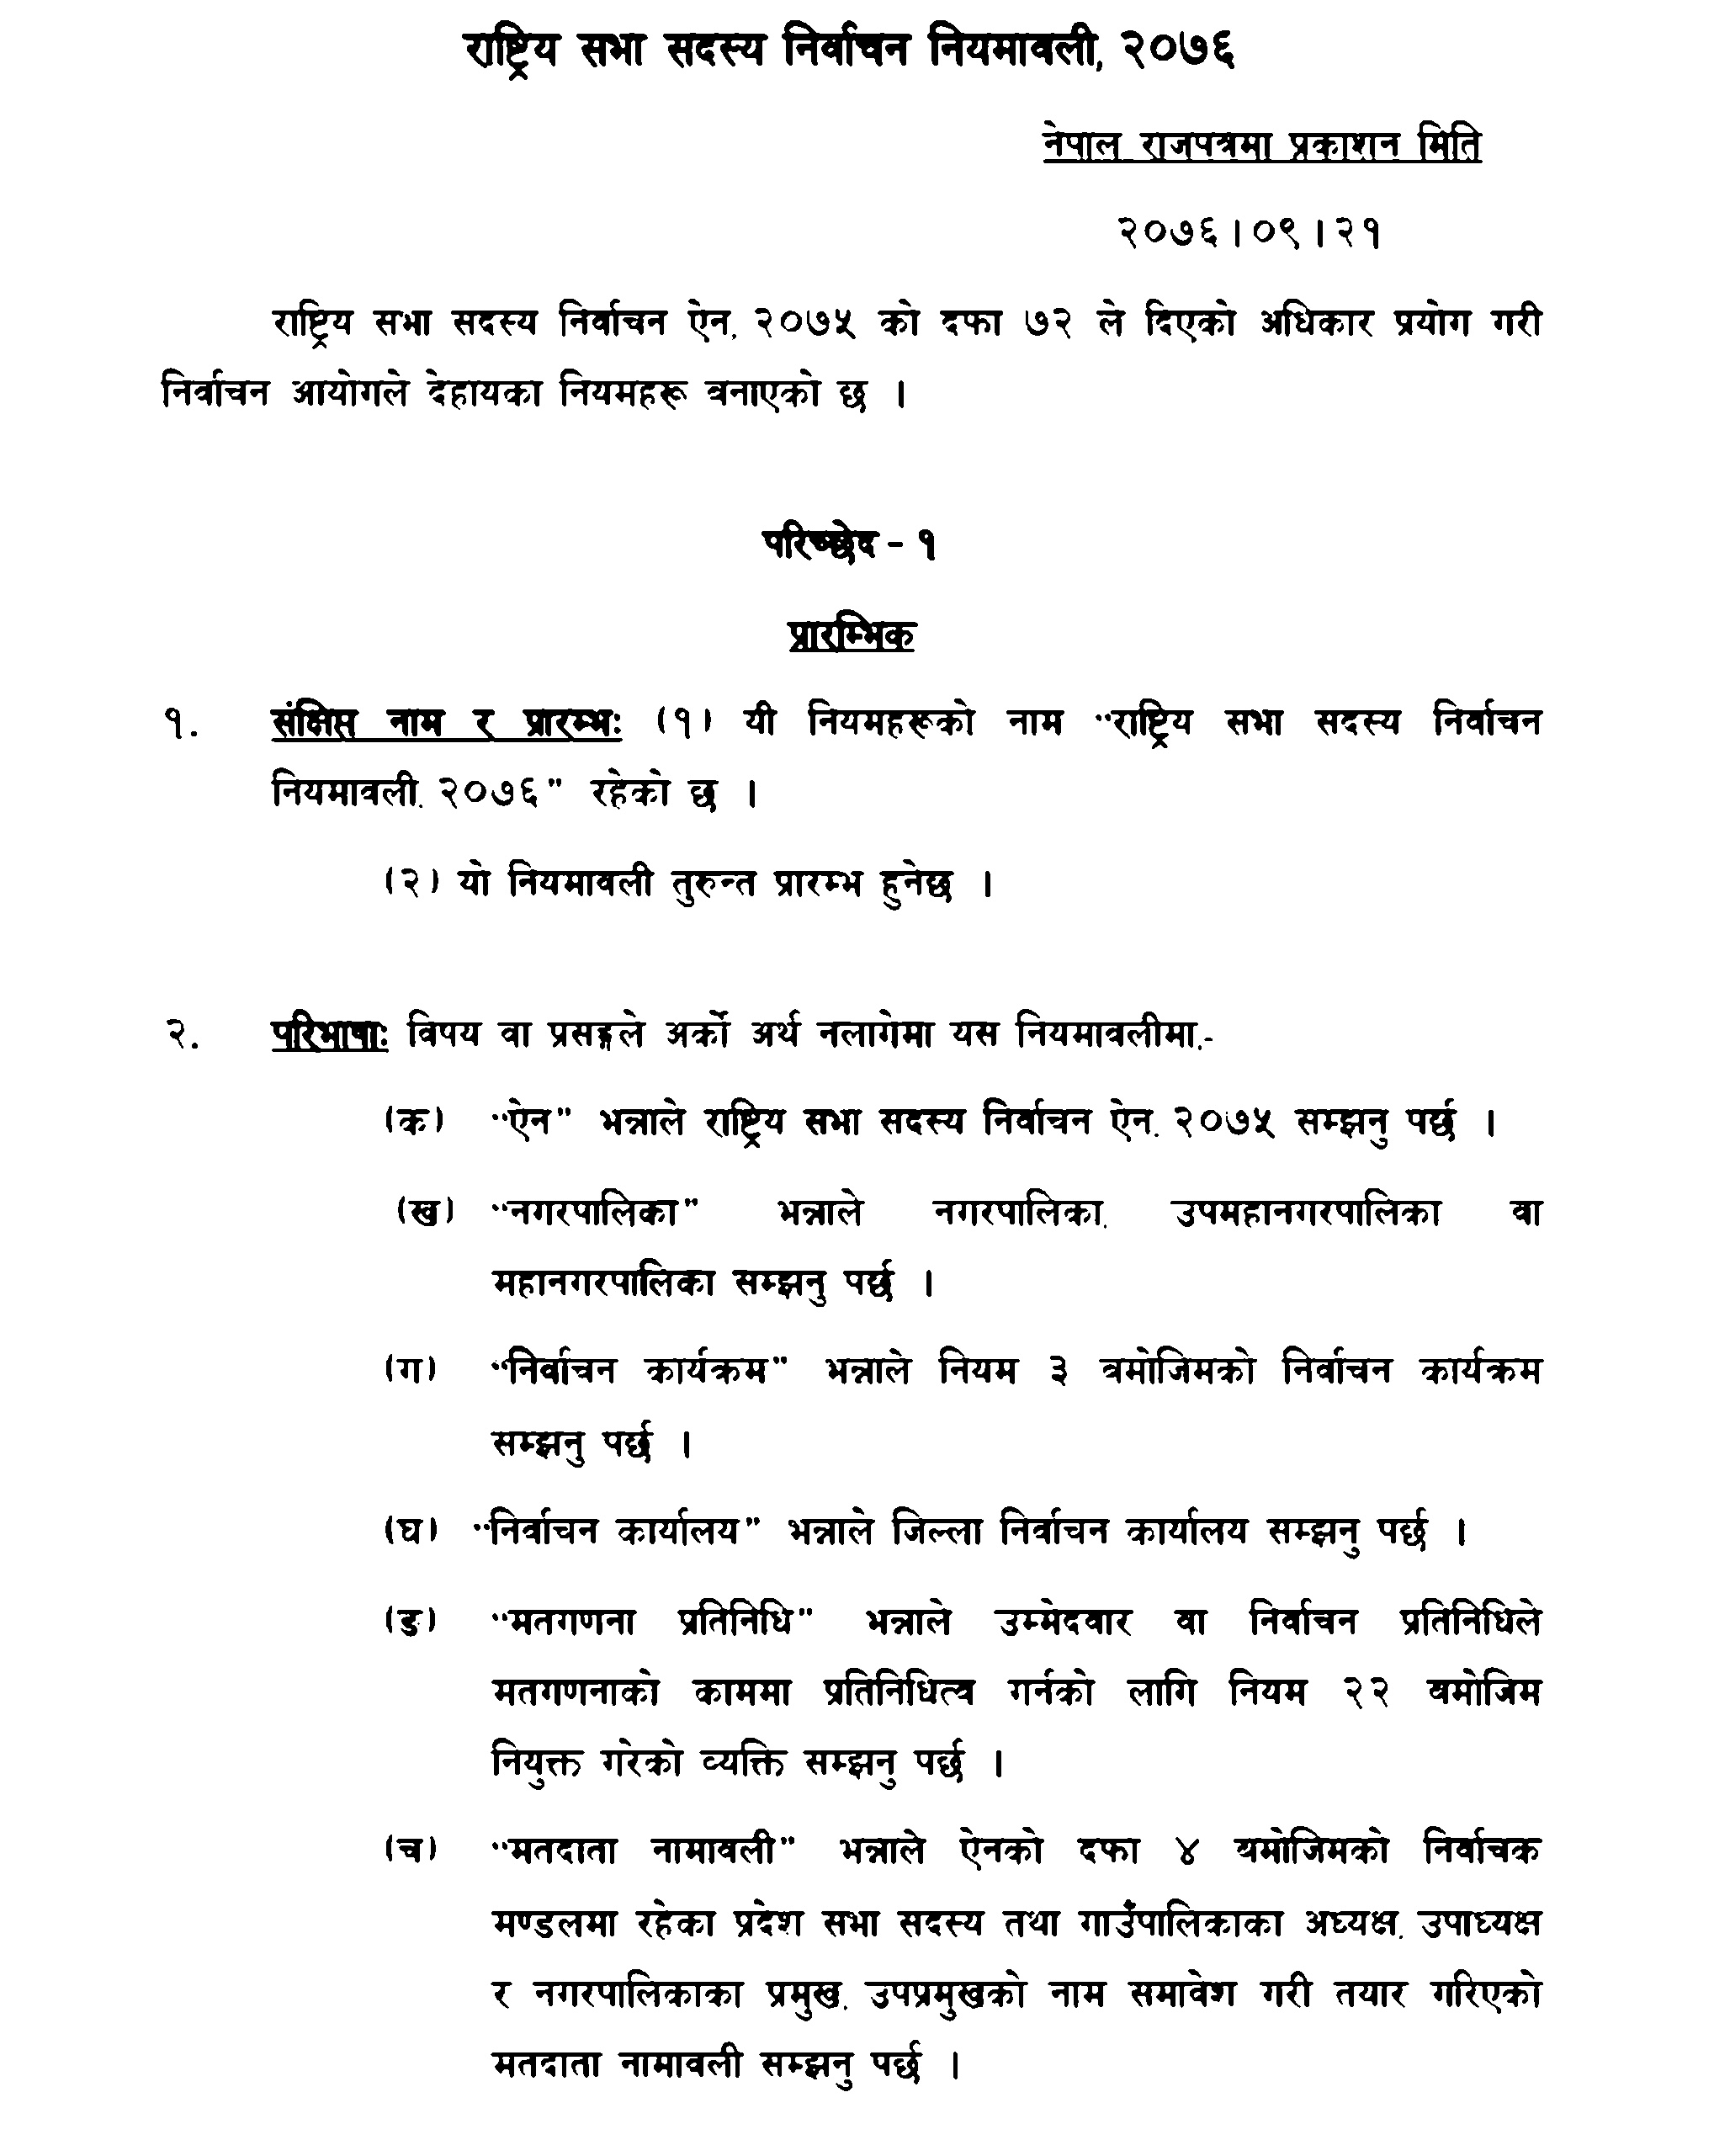 राष्ट्रिय सभा सदस्य निर्वाचन नियमावली, २०७६
नेपाल राजपत्रमा प्रकाशन मिति
२०७६।०९।२१
राष्ट्रिय सभा सदस्य निर्वाचन ऐन, २०७५ को दफा ७२ ले दिएको अधिकार प्रयोग गरी
निर्वाचन आयोगले देहायका नियमहरू बनाएको छ ।
परिच्छेद - १
प्रारम्भिक
१. संक्षिप्त नाम र प्रारम्भः (१) यी नियमहरूको नाम “राष्ट्रिय सभा सदस्य निर्वाचन
नियमावली, २०७६” रहेको छ ।
(२) यो नियमावली तुरुन्त प्रारम्भ हुनेछ ।
२. परिभाषाः विषय वा प्रसङ्गले अर्को अर्थ नलागेमा यस नियमावलीमा,-
(क) “ऐन” भन्नाले राष्ट्रिय सभा सदस्य निर्वाचन ऐन, २०७५ सम्झनु पर्छ ।
(ख) “नगरपालिका” भन्नाले नगरपालिका, उपमहानगरपालिका वा
महानगरपालिका सम्झनु पर्छ ।
(ग) “निर्वाचन कार्यक्रम” भन्नाले नियम ३ बमोजिमको निर्वाचन कार्यक्रम
सम्झनु पर्छ ।
(घ) “निर्वाचन कार्यालय” भन्नाले जिल्ला निर्वाचन कार्यालय सम्झनु पर्छ ।
(ङ) “मतगणना प्रतिनिधि” भन्नाले उम्मेदवार वा निर्वाचन प्रतिनिधिले
मतगणनाको काममा प्रतिनिधित्व गर्नको लागि नियम २२ बमोजिम
नियुक्त गरेको व्यक्ति सम्झनु पर्छ ।
(च) “मतदाता नामावली” भन्नाले ऐनको दफा ४ बमोजिमको निर्वाचक
मण्डलमा रहेका प्रदेश सभा सदस्य तथा गाउँपालिकाका अध्यक्ष, उपाध्यक्ष
र नगरपालिकाका प्रमुख, उपप्रमुखको नाम समावेश गरी तयार गरिएको
मतदाता नामावली सम्झनु पर्छ ।